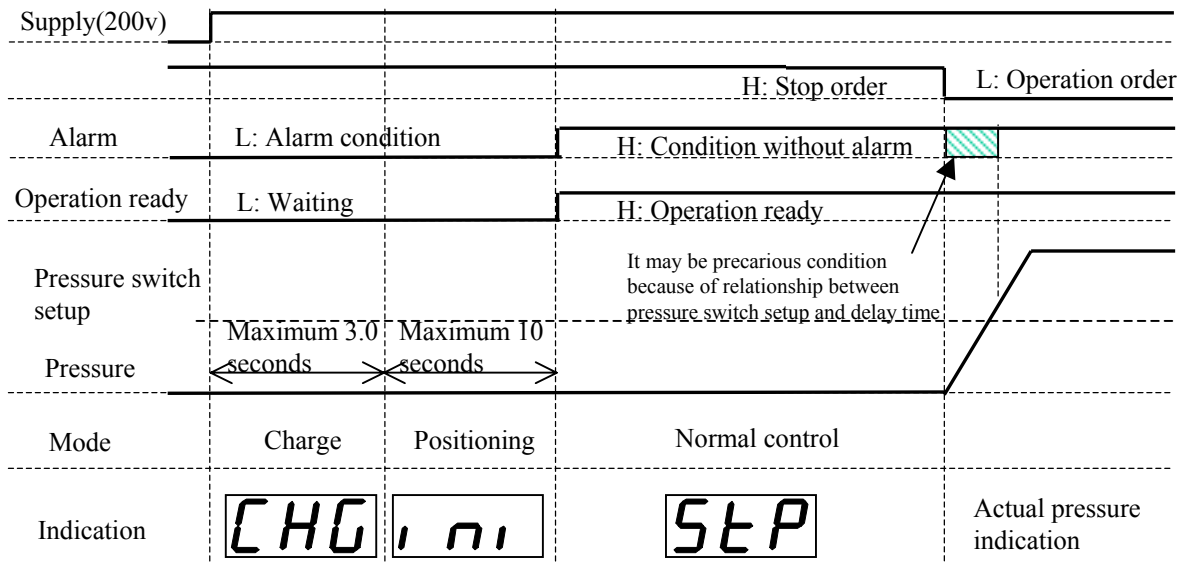 Supply(200v)
H: Stop order
L: Operation order
Alarm
L: Alarm condition
H: Condition without alarm
Operation ready
L: Waiting
H: Operation ready
It may be precarious condition
because of relationship between
pressure switch setup and delay time
Pressure switch
setup
Maximum 3.0
seconds
Maximum 10
seconds
Pressure
Mode
Charge
Positioning
Normal control
Indication
CHG
ini
StP
Actual pressure
indication